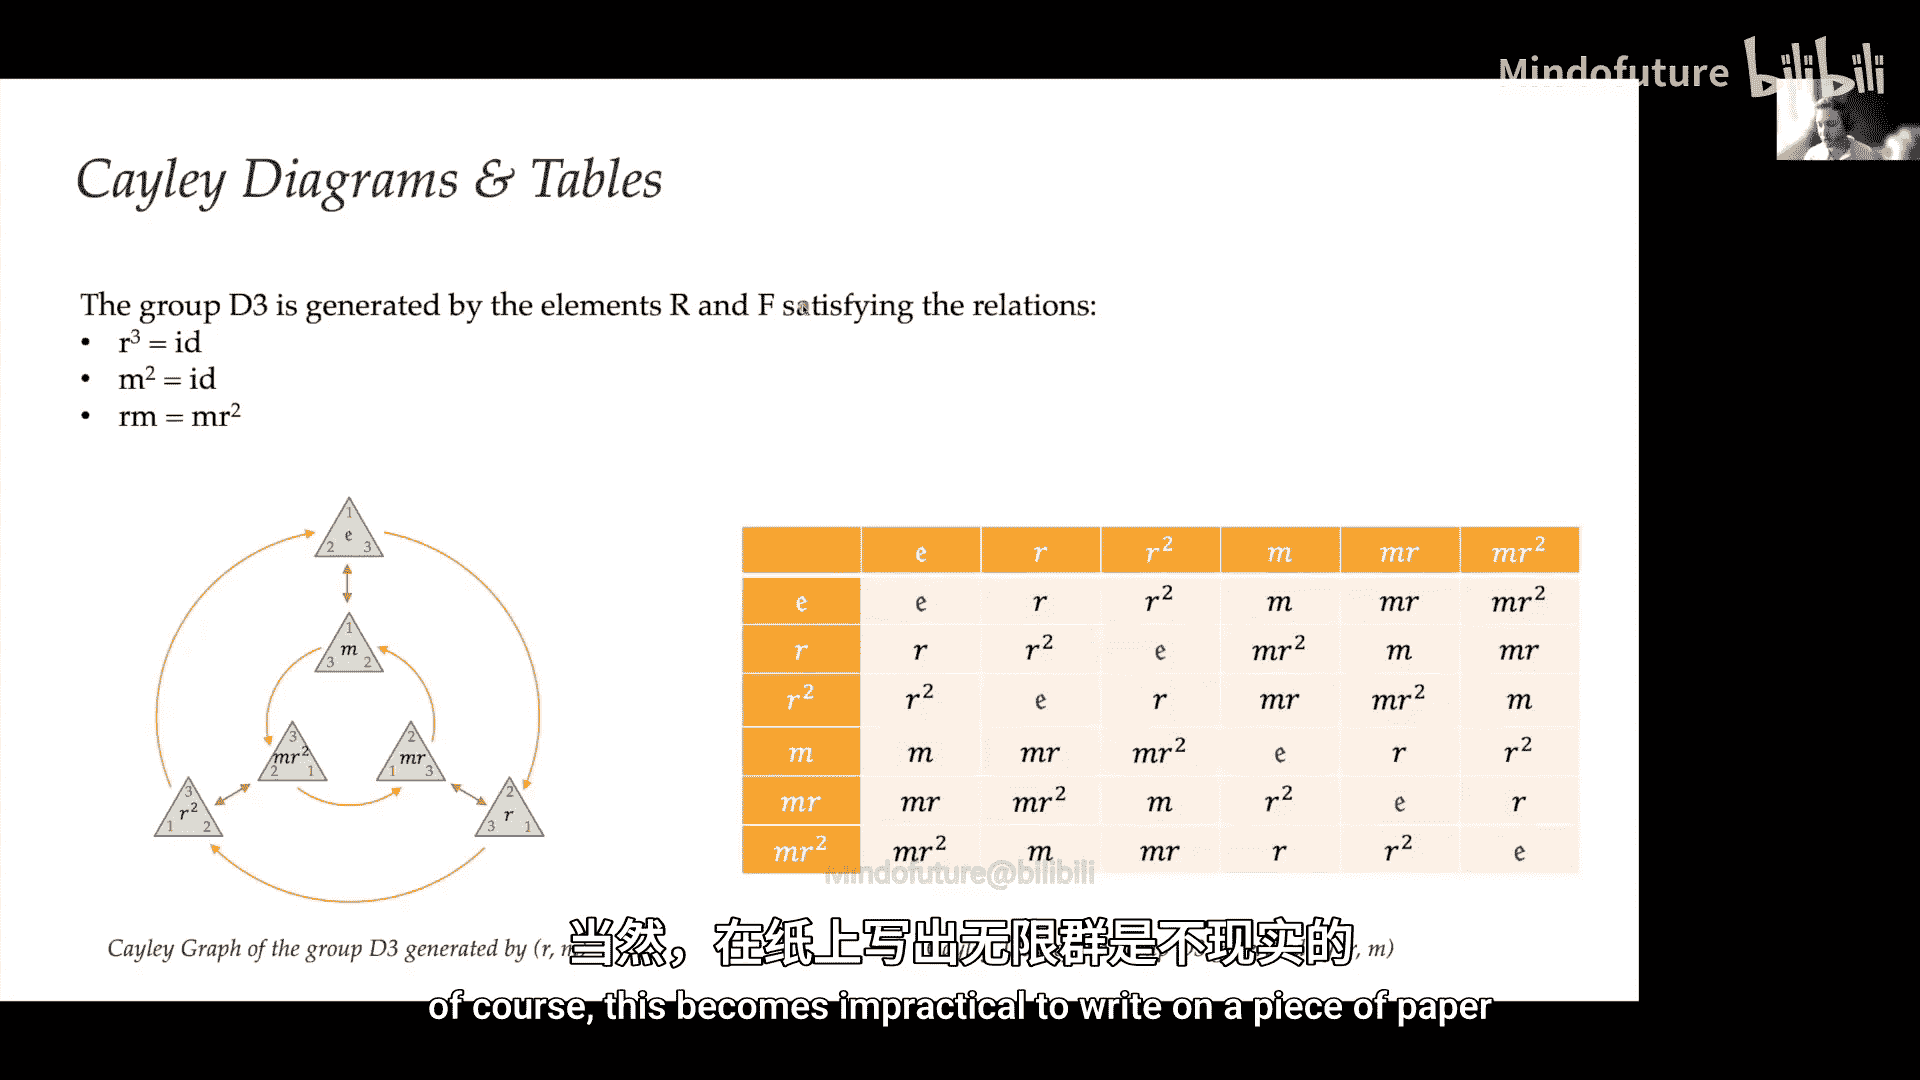 Mindofuture bilibili
Cayley Diagrams & Tables
The group D3 is generated by the elements R and F satisfying the relations:
• r³ = id
• m² = id
• rm = mr²
1
e
2 3
1
m
3 2
3
mr²
2 1
2
mr
1 3
3
r²
1 2
2
r
3 1
e r r² m mr mr²
e e r r² m mr mr²
r r r² e mr² m mr
r² r² e r mr mr² m
m m mr mr² e r r²
mr mr mr² m r² e r
mr² mr² m mr r r² e
Mindofuture@bilibili
Cayley Graph of the group D3 generated by (r,
, m)
当然，在纸上写出无限群是不现实的
of course, this becomes impractical to write on a piece of paper